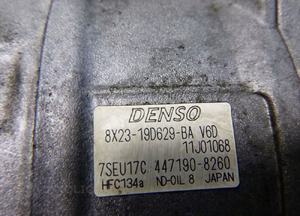 DENSO
8X23-19D629-BA V6D
11J01068
7SEU17C 447190-8260
HFC134a ND-OIL 8 JAPAN